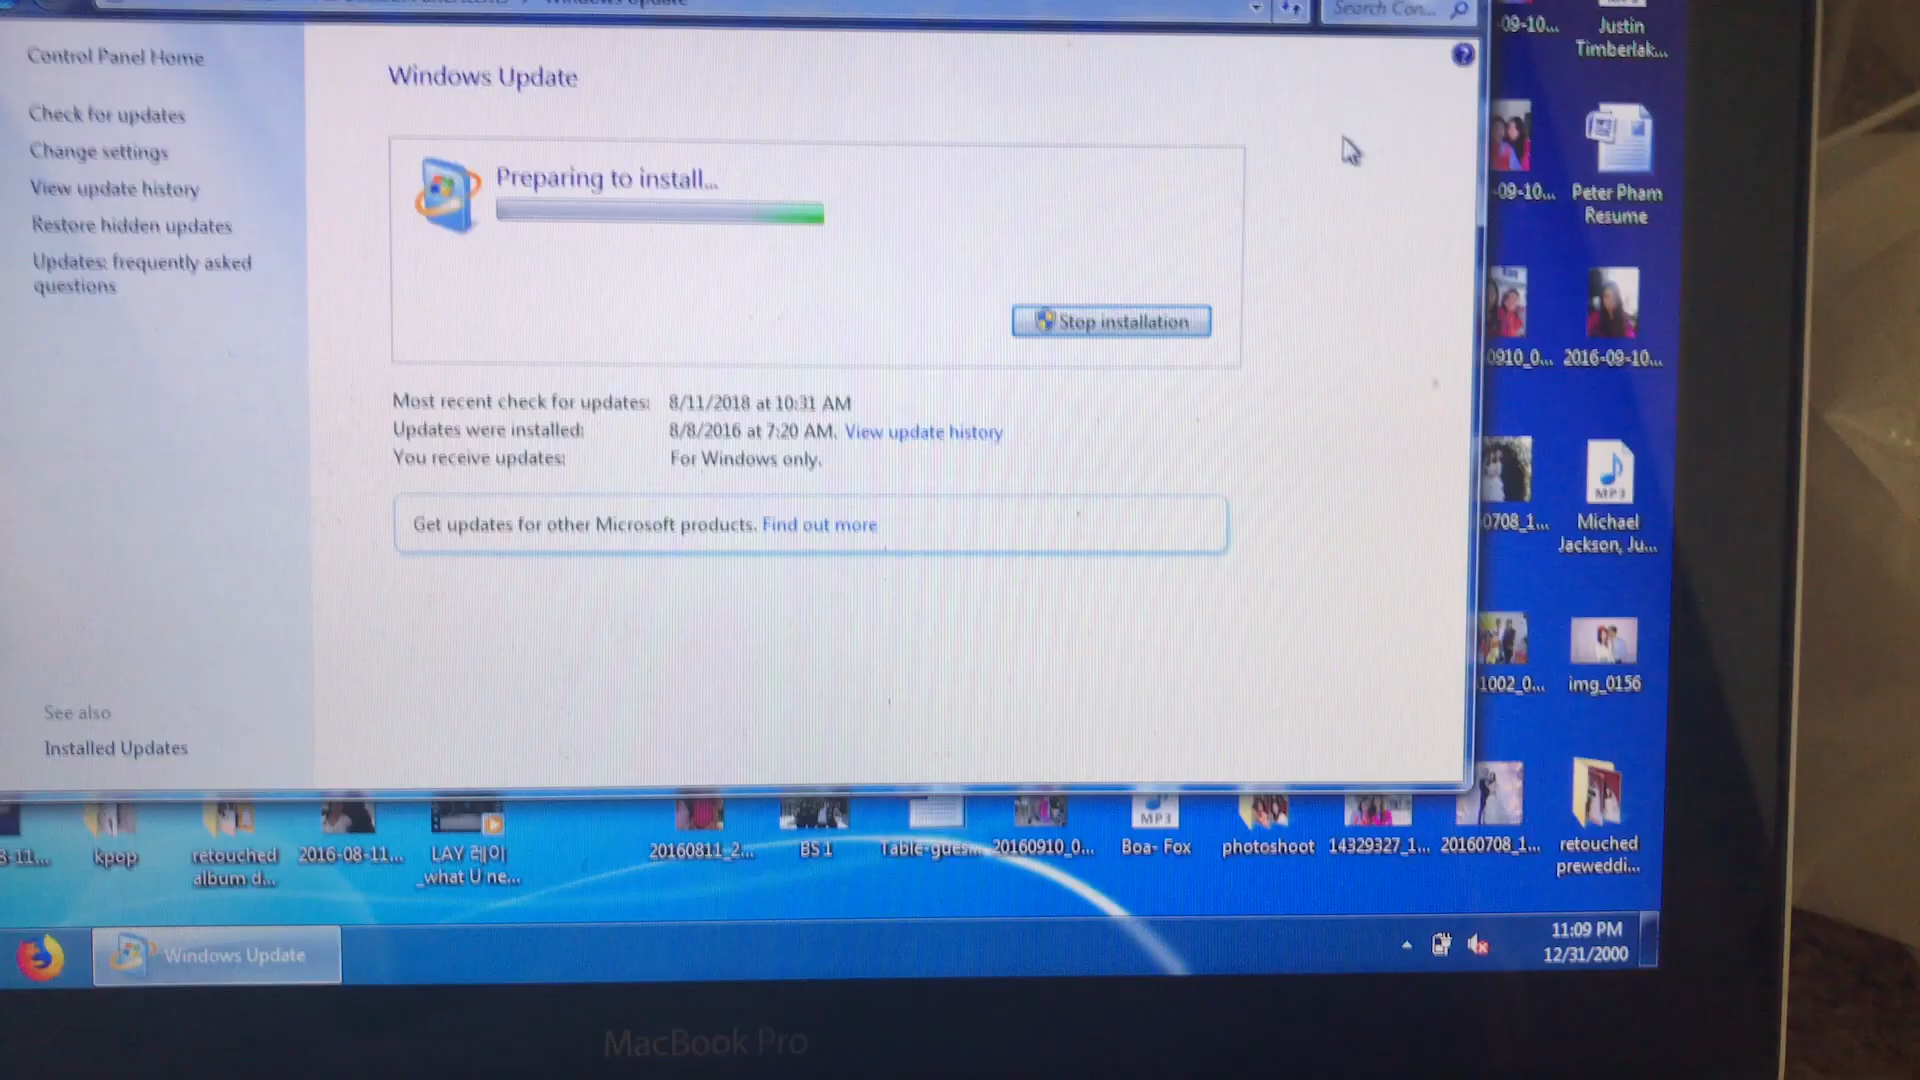 Search Con...
Control Panel Home
Check for updates
Change settings
View update history
Restore hidden updates
Updates: frequently asked
questions
See also
Installed Updates
Windows Update
Preparing to install...
Stop installation
Most recent check for updates: 8/11/2018 at 10:31 AM
Updates were installed: 8/8/2016 at 7:20 AM. View update history
You receive updates: For Windows only.
Get updates for other Microsoft products. Find out more
-09-10...
Justin
Timberlak...
-09-10...
Peter Pham
Resume
0910_0...
2016-09-10...
0708_1...
MP3
Michael
Jackson, Ju...
1002_0...
img_0156
kpop
retouched
album d...
2016-08-11...
LAY 레이
_what U ne...
20160811_2...
BS 1
Table-gues...
20160910_0...
MP3
Boa- Fox
photoshoot
14329327_1...
20160708_1...
retouched
preweddi...
Windows Update
11:09 PM
12/31/2000
MacBook Pro